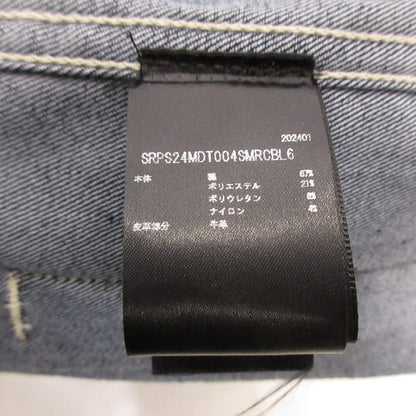 202401
SRPS24MDT004SMRCBL6
本体 綿 67%
ポリエステル 21%
ポリウレタン 8%
ナイロン 4%
皮革部分 牛革